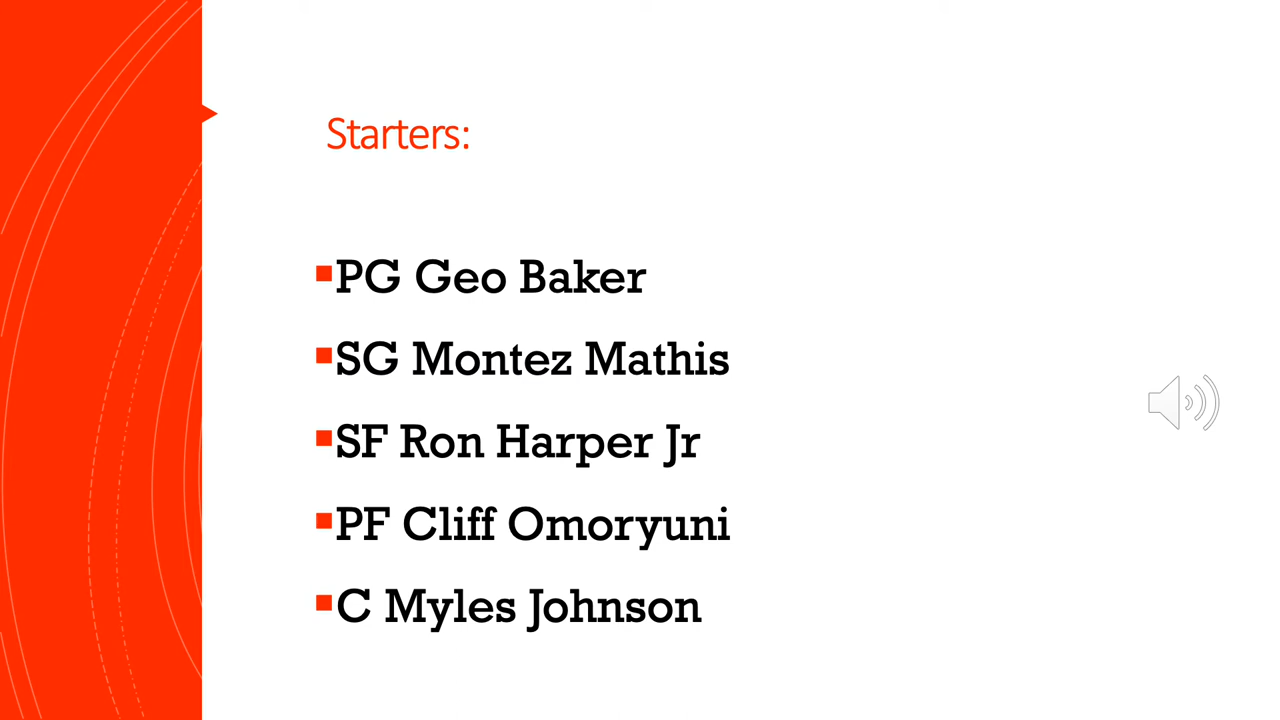 Starters:
PG Geo Baker
SG Montez Mathis
SF Ron Harper Jr
PF Cliff Omoryuni
C Myles Johnson